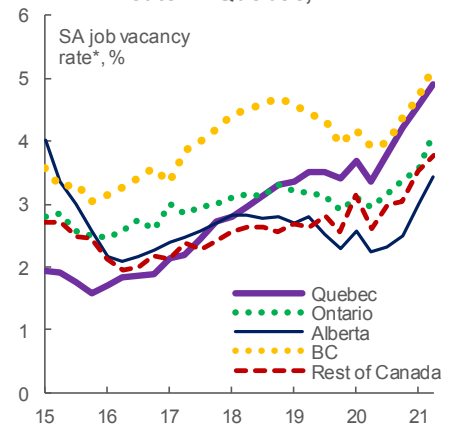 6
SA job vacancy
rate*, %
5
4
3
2
1
0
Quebec
Ontario
Alberta
BC
Rest of Canada
15 16 17 18 19 20 21